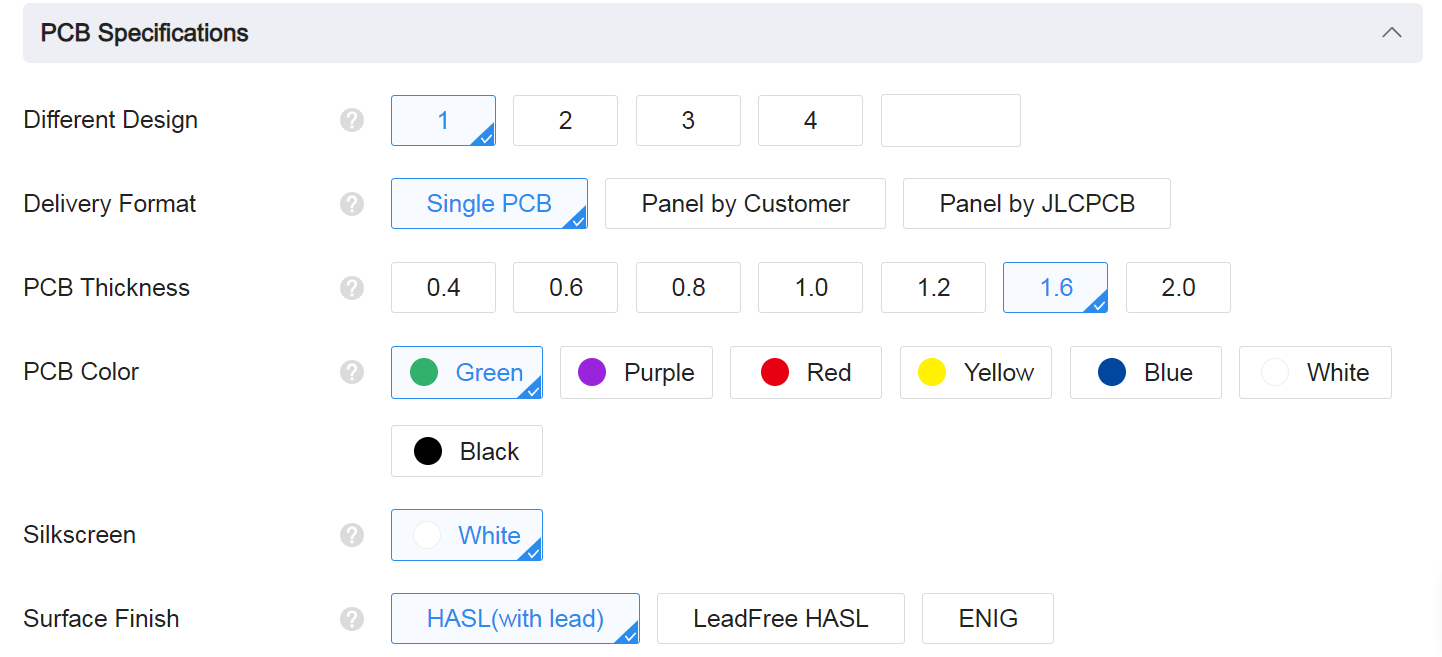 PCB Specifications
Different Design ? 1 2 3 4
Delivery Format ? Single PCB Panel by Customer Panel by JLCPCB
PCB Thickness ? 0.4 0.6 0.8 1.0 1.2 1.6 2.0
PCB Color ? Green Purple Red Yellow Blue White
Black
Silkscreen ? White
Surface Finish ? HASL(with lead) LeadFree HASL ENIG